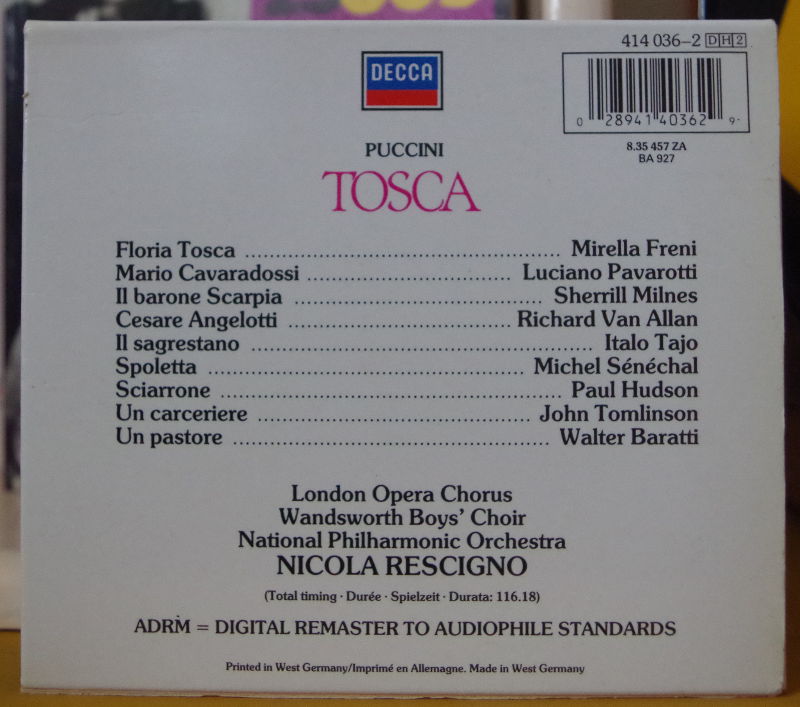 414 036-2 DH2
DECCA
0 28941 40362 9
8.35 457 ZA
BA 927
PUCCINI
TOSCA
Floria Tosca ........ Mirella Freni
Mario Cavaradossi ........ Luciano Pavarotti
Il barone Scarpia ........ Sherrill Milnes
Cesare Angelotti ........ Richard Van Allan
Il sagrestano ........ Italo Tajo
Spoletta ........ Michel Sénéchal
Sciarrone ........ Paul Hudson
Un carceriere ........ John Tomlinson
Un pastore ........ Walter Baratti
London Opera Chorus
Wandsworth Boys' Choir
National Philharmonic Orchestra
NICOLA RESCIGNO
(Total timing · Durée · Spielzeit · Durata: 116.18)
ADRM = DIGITAL REMASTER TO AUDIOPHILE STANDARDS
Printed in West Germany/Imprimé en Allemagne. Made in West Germany